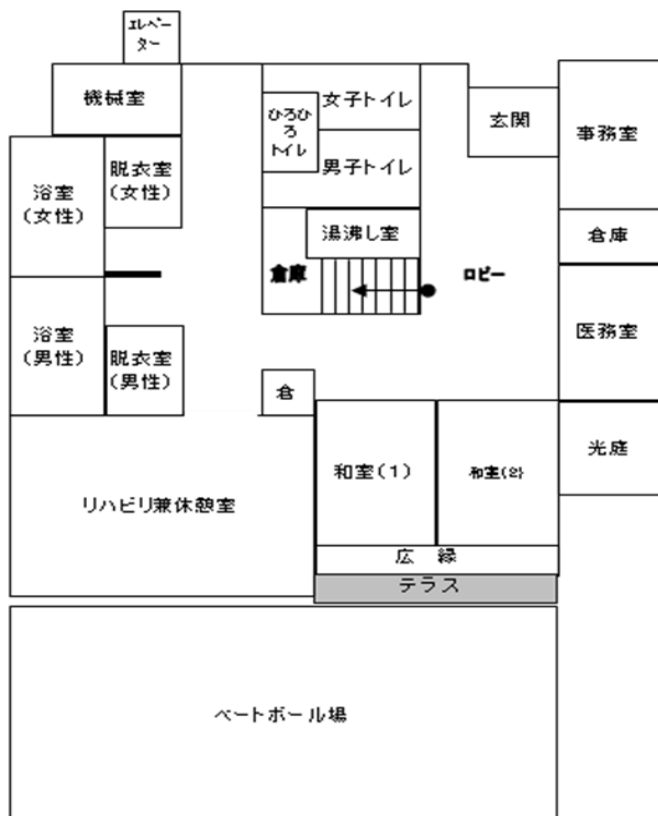 エレベー
ター
機械室
女子トイレ
ひろひ
ろ
トイレ
男子トイレ
玄関
事務室
脱衣室
(女性)
浴室
(女性)
湯沸し室
倉庫
倉庫
ロビー
医務室
浴室
(男性)
脱衣室
(男性)
倉
光庭
和室(1)
和室(2)
リハビリ兼休憩室
広 縁
テラス
ペートボール場